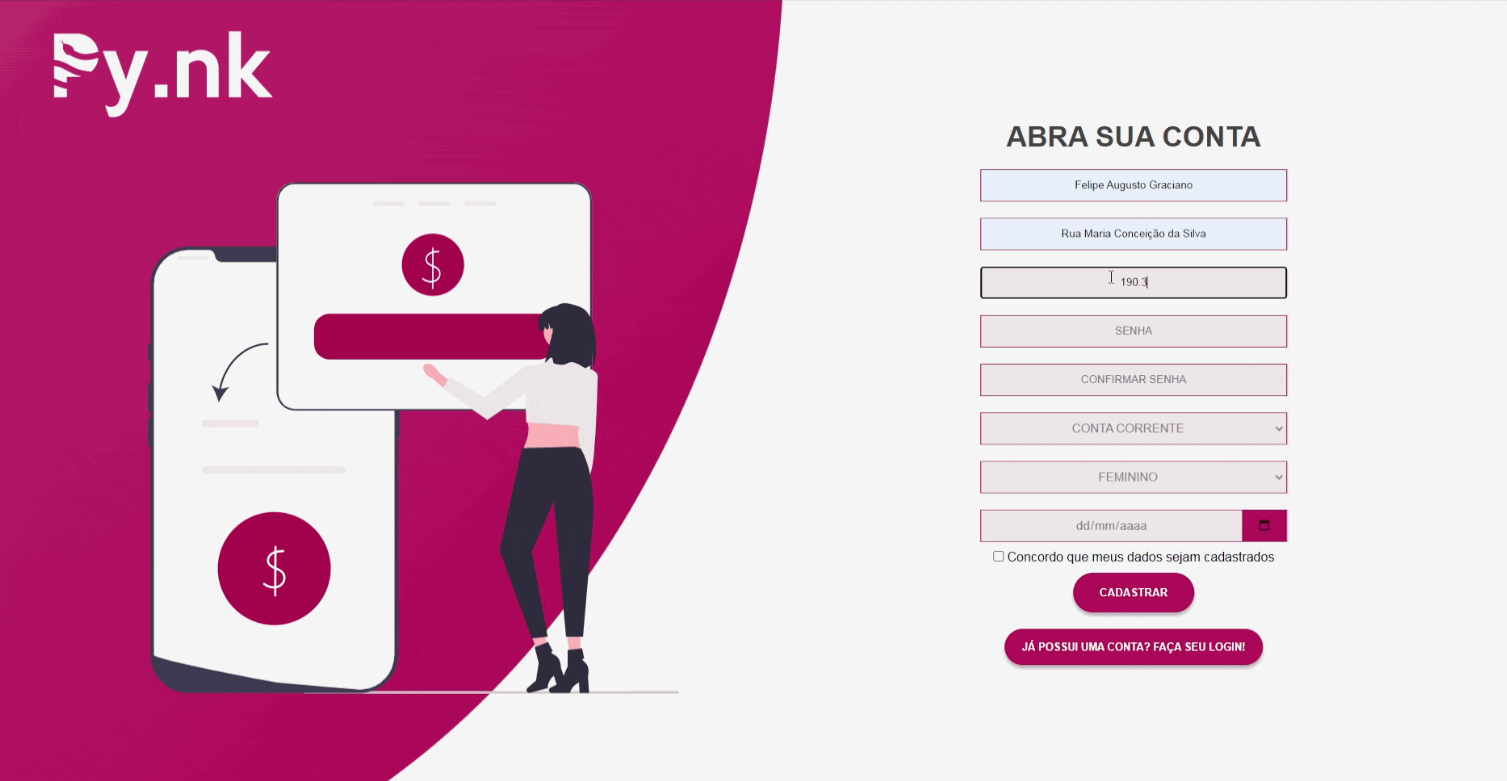 Py.nk
ABRA SUA CONTA
Felipe Augusto Graciano
Rua Maria Conceição da Silva
190.3
SENHA
CONFIRMAR SENHA
CONTA CORRENTE
FEMININO
dd/mm/aaaa
Concordo que meus dados sejam cadastrados
CADASTRAR
JÁ POSSUI UMA CONTA? FAÇA SEU LOGIN!
$
$